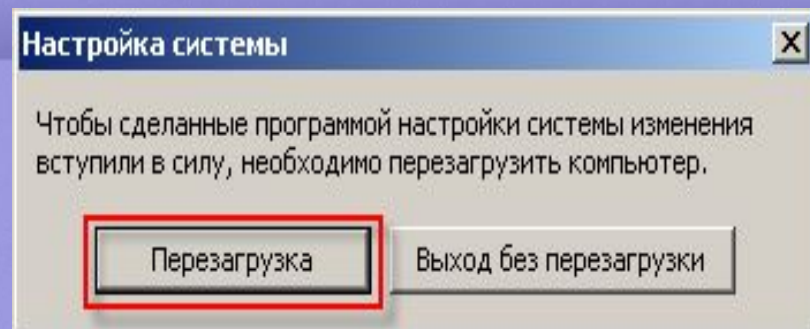 Настройка системы
Чтобы сделанные программой настройки системы изменения
вступили в силу, необходимо перезагрузить компьютер.
Перезагрузка
Выход без перезагрузки